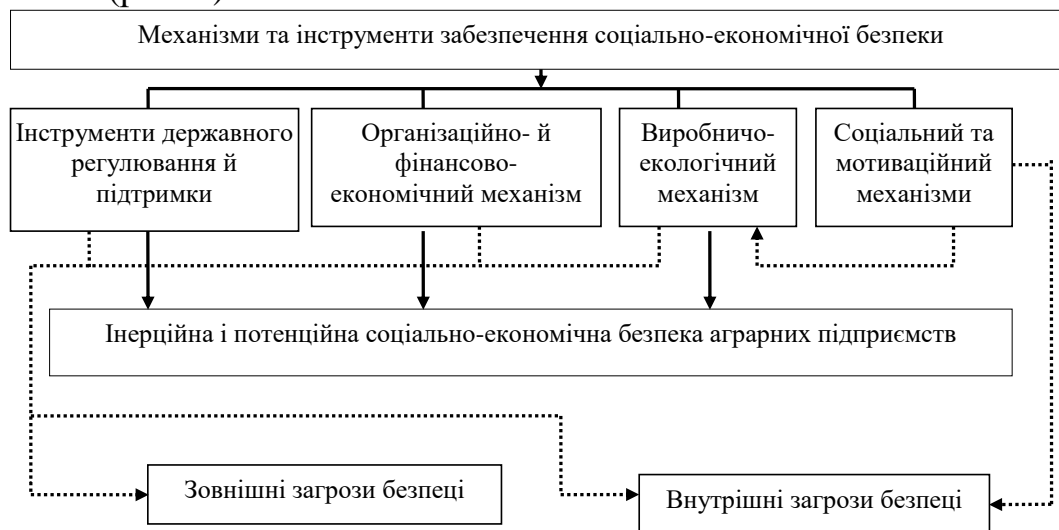 Механізми та інструменти забезпечення соціально-економічної безпеки
Інструменти державного
регулювання й
підтримки
Організаційно- й
фінансово-
економічний механізм
Виробничо-
екологічний
механізм
Соціальний та
мотиваційний
механізми
Інерційна і потенційна соціально-економічна безпека аграрних підприємств
Зовнішні загрози безпеці
Внутрішні загрози безпеці